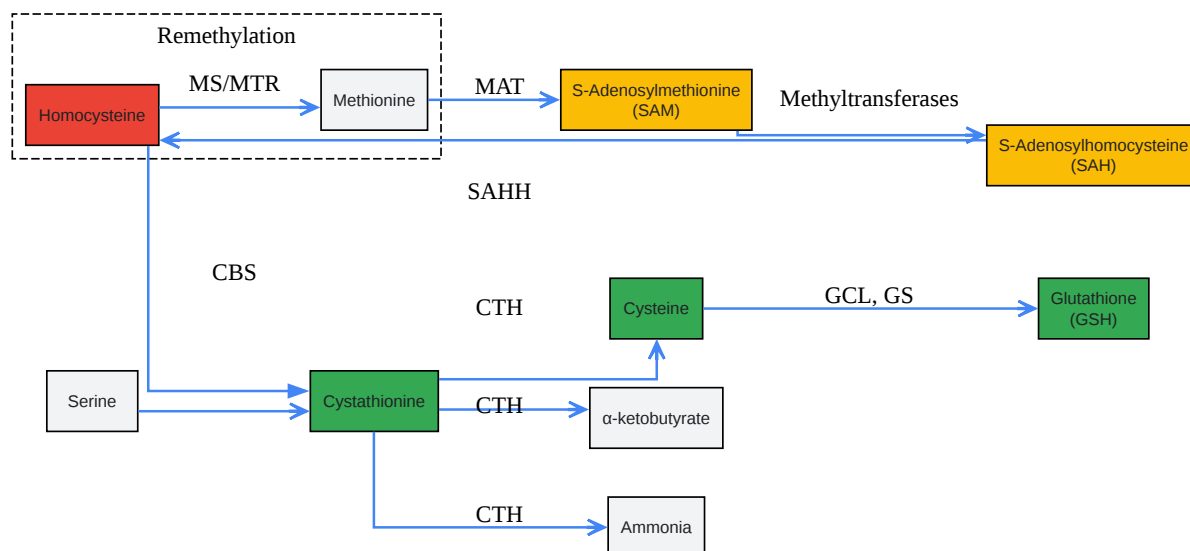 Remethylation
MS/MTR
MAT
Homocysteine
Methionine
S-Adenosylmethionine
(SAM)
Methyltransferases
S-Adenosylhomocysteine
(SAH)
SAHH
CBS
CTH
Cysteine
GCL, GS
Glutathione
(GSH)
Serine
Cystathionine
CTH
α-ketobutyrate
CTH
Ammonia